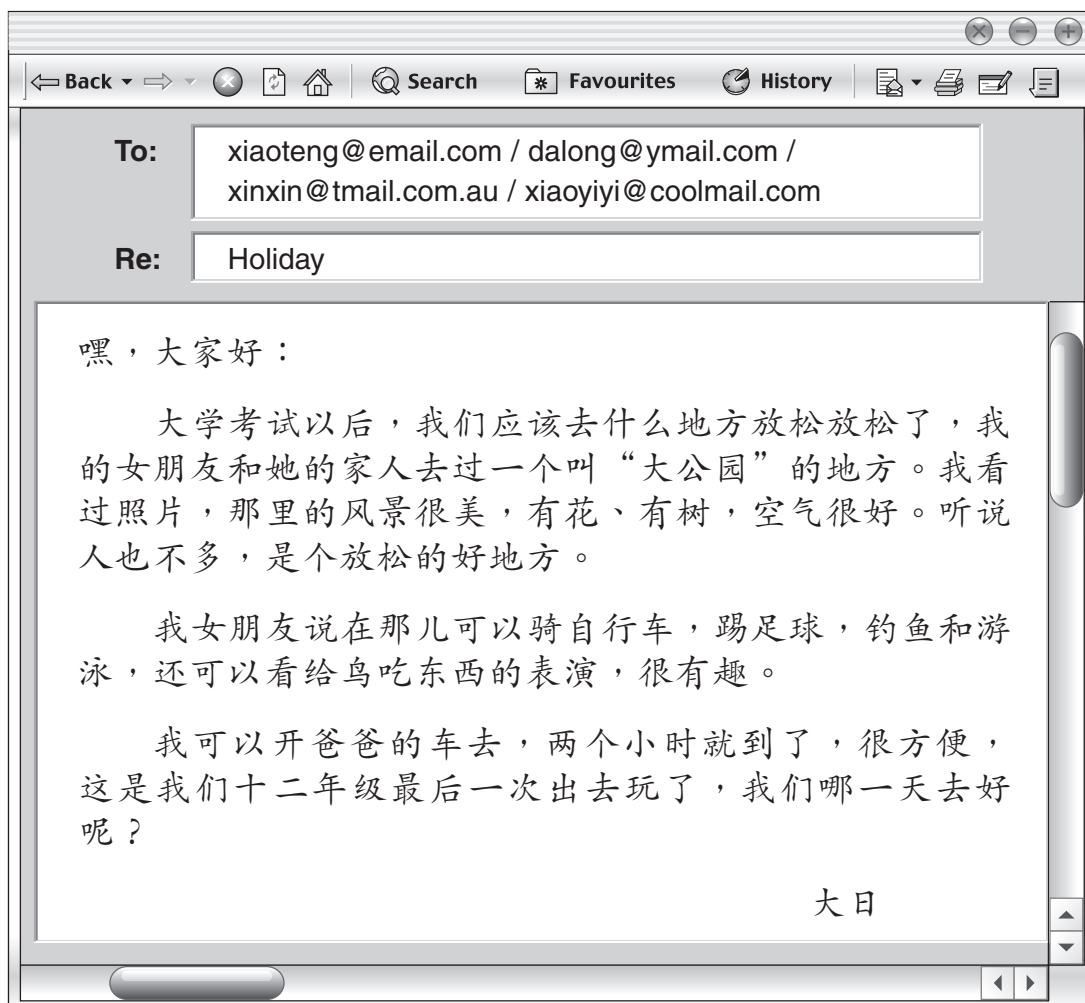 Back
Search
Favourites
History
To:
xiaoteng@email.com / dalong@ymail.com /
xinxin@tmail.com.au / xiaoyiyi@coolmail.com
Re:
Holiday
嘿，大家好：
大学考试以后，我们应该去什么地方放松放松了，我
的女朋友和她的家人去过一个叫“大公园”的地方。我看
过照片，那里的风景很美，有花、有树，空气很好。听说
人也不多，是个放松的好地方。
我女朋友说在那儿可以骑自行车，踢足球，钓鱼和游
泳，还可以看给鸟吃东西的表演，很有趣。
我可以开爸爸的车去，两个小时就到了，很方便，
这是我们十二年级最后一次出去玩了，我们哪一天去好
呢？
大日